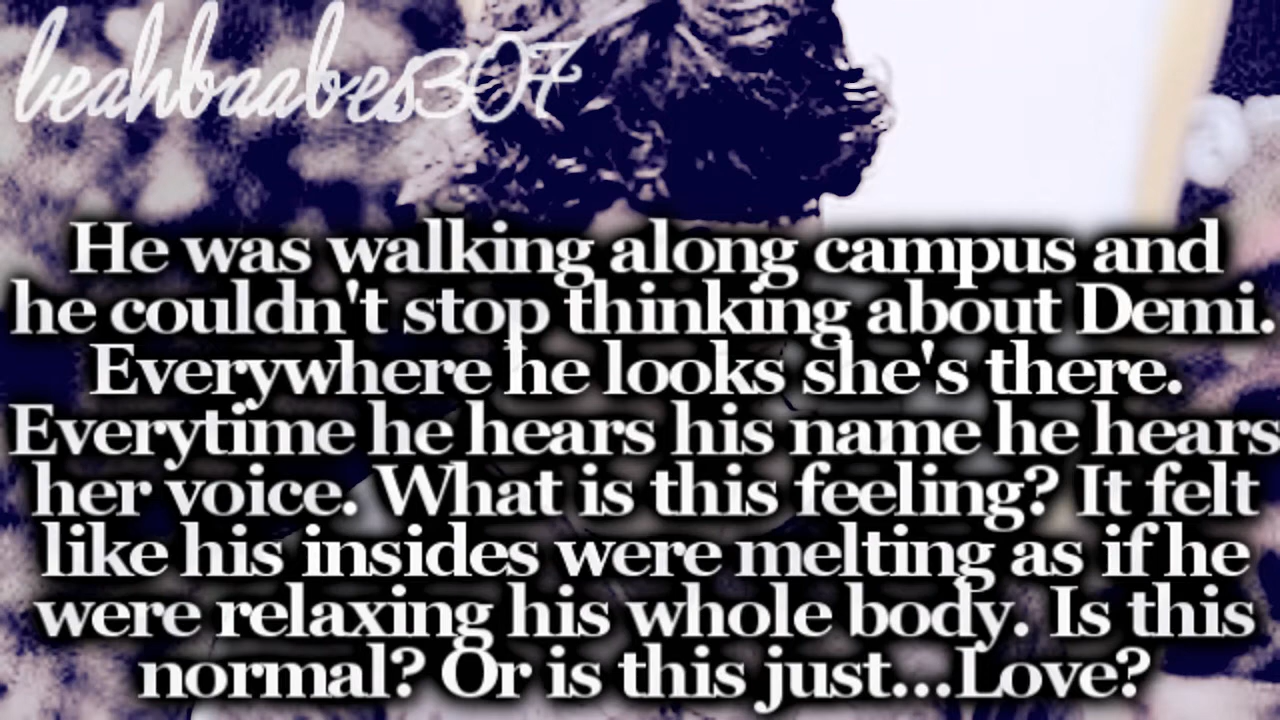 leahbaabes307
He was walking along campus and
he couldn't stop thinking about Demi.
Everywhere he looks she's there.
Everytime he hears his name he hears
her voice. What is this feeling? It felt
like his insides were melting as if he
were relaxing his whole body. Is this
normal? Or is this just...Love?